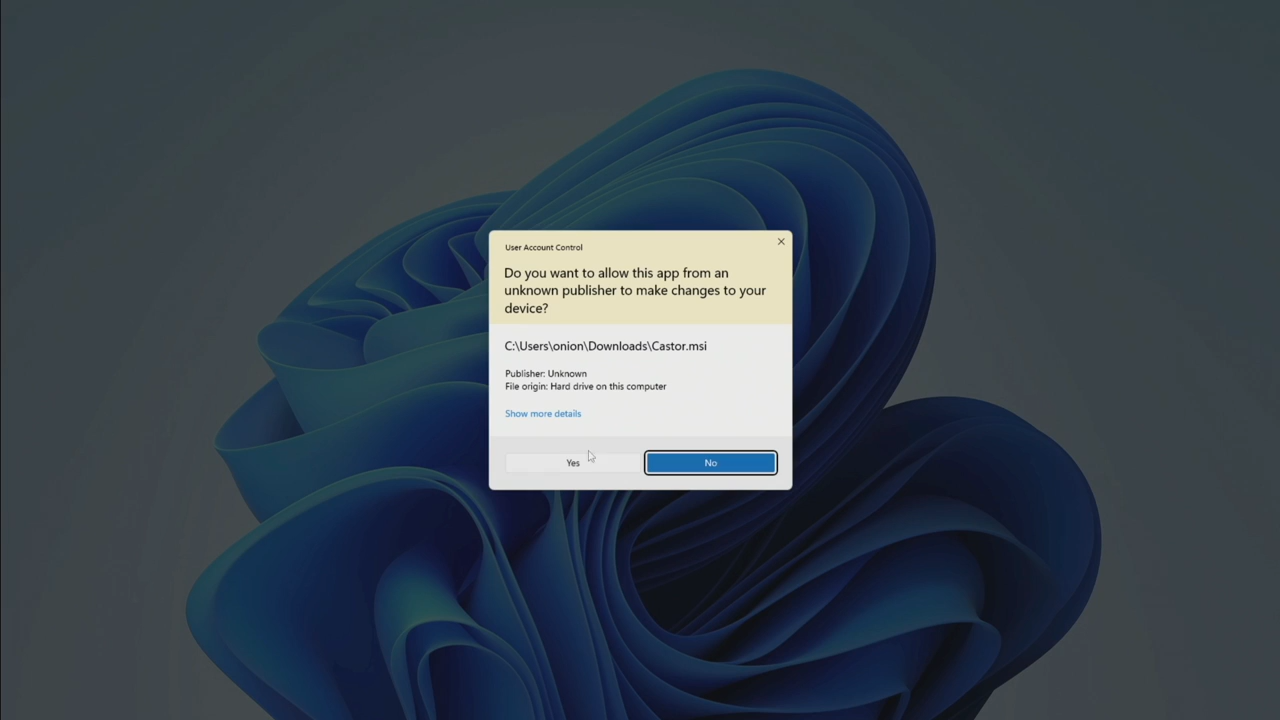 User Account Control
Do you want to allow this app from an
unknown publisher to make changes to your
device?
C:\Users\onion\Downloads\Castor.msi
Publisher: Unknown
File origin: Hard drive on this computer
Show more details
Yes
No